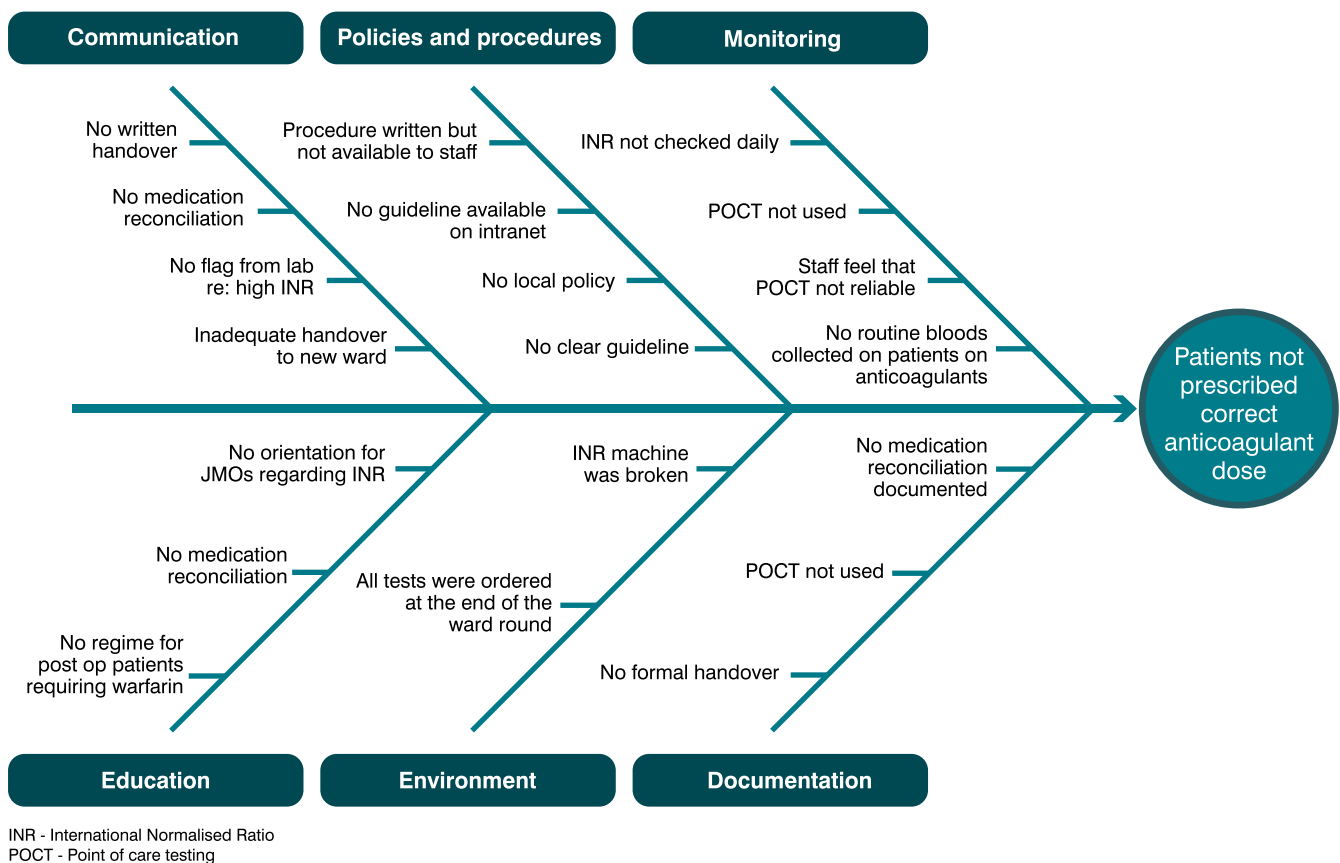 Communication
Policies and procedures
Monitoring
No written
handover
No medication
reconciliation
No flag from lab
re: high INR
Inadequate handover
to new ward
Procedure written but
not available to staff
No guideline available
on intranet
No local policy
No clear guideline
INR not checked daily
POCT not used
Staff feel that
POCT not reliable
No routine bloods
collected on patients on
anticoagulants
Patients not
prescribed
correct
anticoagulant
dose
No orientation for
JMOs regarding INR
No medication
reconciliation
No regime for
post op patients
requiring warfarin
INR machine
was broken
All tests were ordered
at the end of the
ward round
No medication
reconciliation
documented
POCT not used
No formal handover
Education
Environment
Documentation
INR - International Normalised Ratio
POCT - Point of care testing